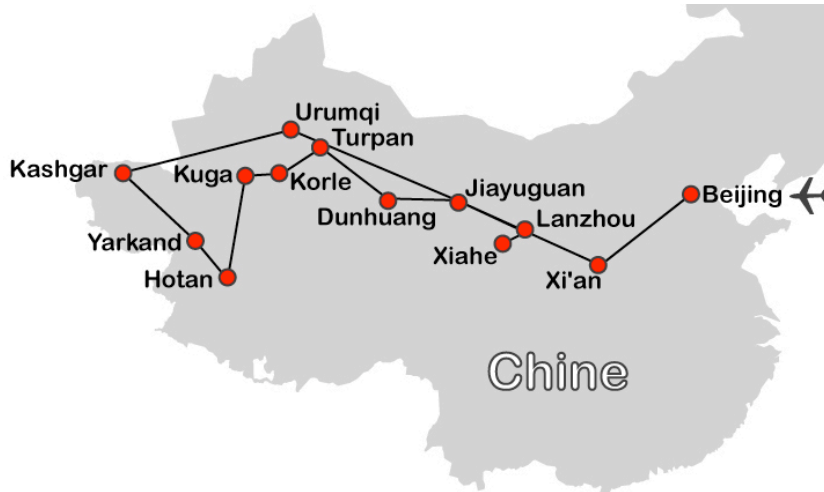 Urumqi
Turpan
Kashgar
Kuga
Korle
Jiayuguan
Beijing
Dunhuang
Lanzhou
Yarkand
Xiahe
Hotan
Xi'an
Chine